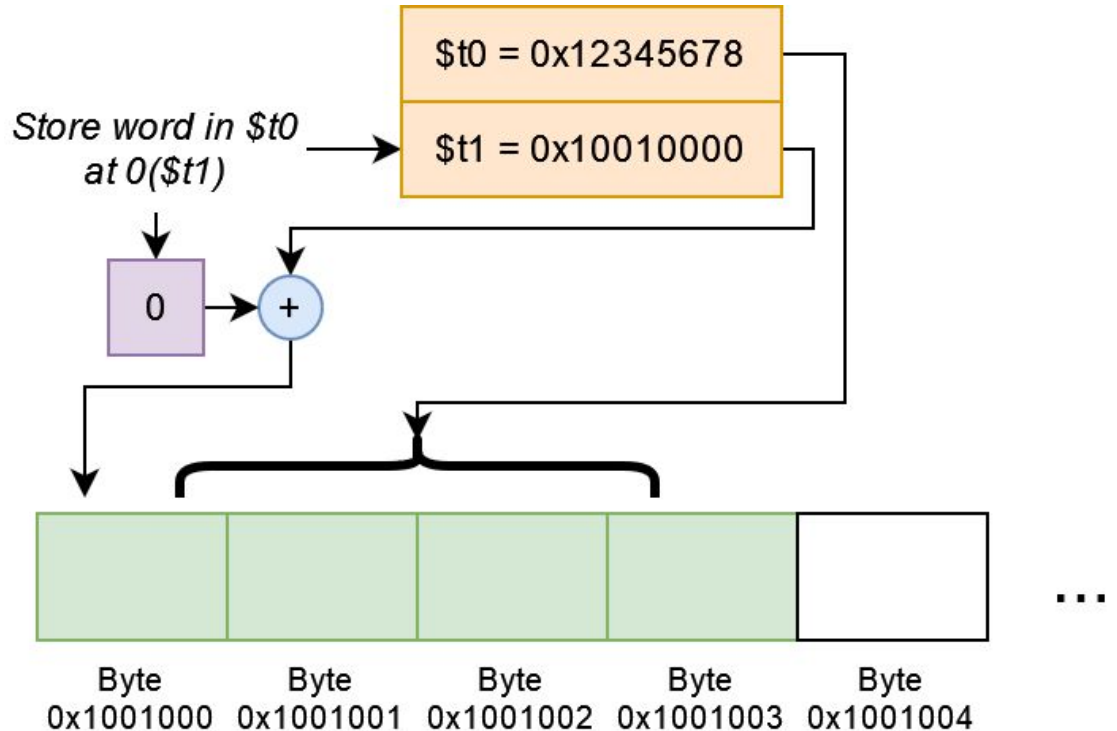 $t0 = 0x12345678
Store word in $t0
at 0($t1)
$t1 = 0x10010000
0
+
...
Byte
0x1001000
Byte
0x1001001
Byte
0x1001002
Byte
0x1001003
Byte
0x1001004